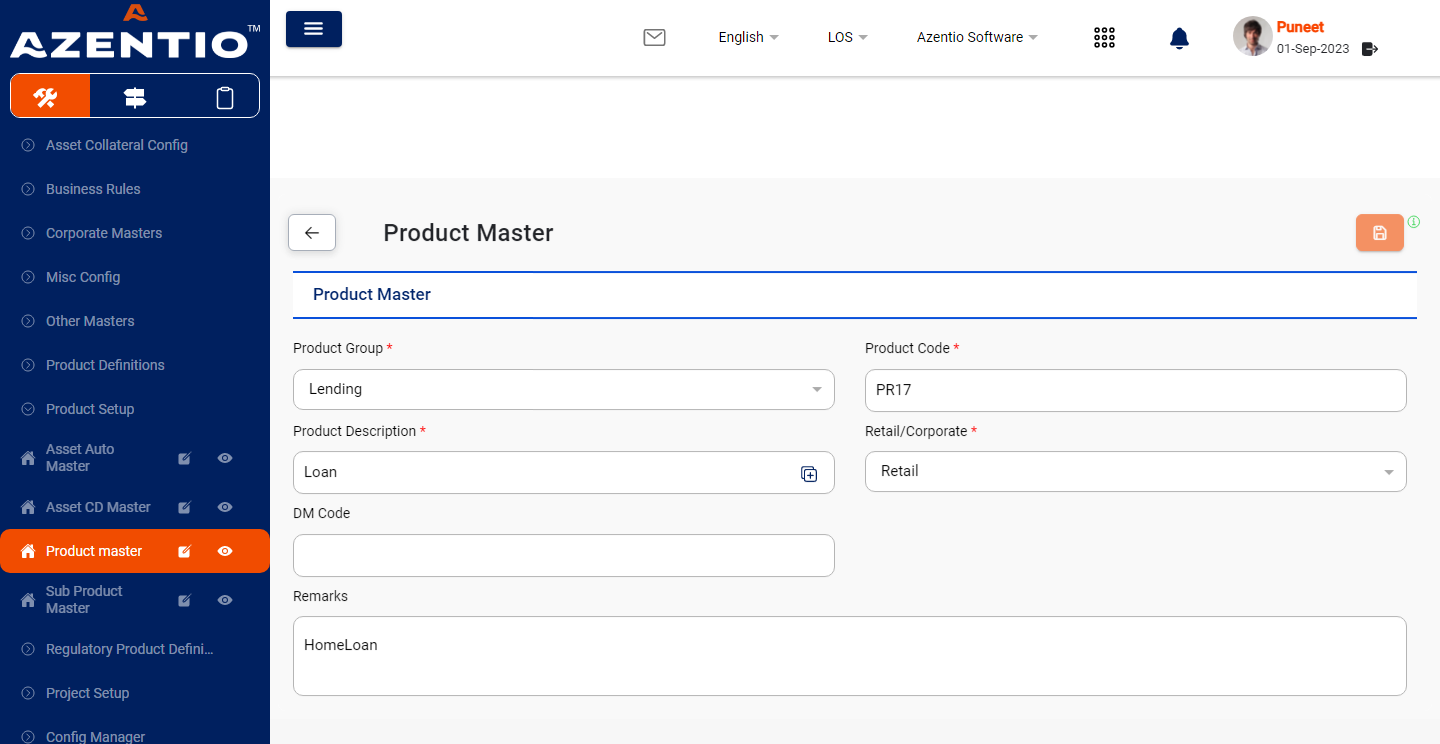 AZENTIO™
English
LOS
Azentio Software
Puneet
01-Sep-2023
Asset Collateral Config
Business Rules
Corporate Masters
Misc Config
Other Masters
Product Definitions
Product Setup
Asset Auto
Master
Asset CD Master
Product master
Sub Product
Master
Regulatory Product Defini...
Project Setup
Config Manager
Product Master
Product Master
Product Group *
Product Code *
Lending
PR17
Product Description *
Retail/Corporate *
Loan
Retail
DM Code
Remarks
HomeLoan